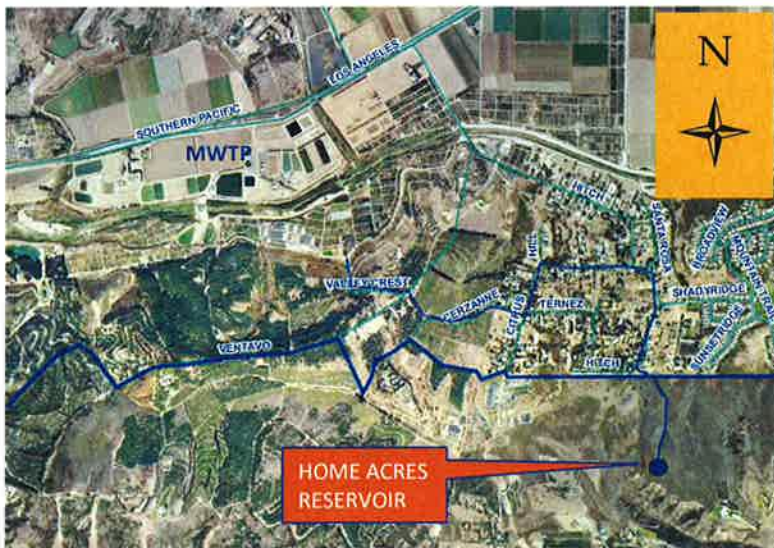 N
LOS ANGELES
SOUTHERN PACIFIC
MWTP
HITCH
SANTA ROSA
BROADVIEW
MOUNTAIN TRAIL
HILL
VALLEY CREST
GERZANNE
CITRUS
TERNEZ
SHADYRIDGE
SUNSETRIDGE
VENTAVO
HITCH
HOME ACRES
RESERVOIR